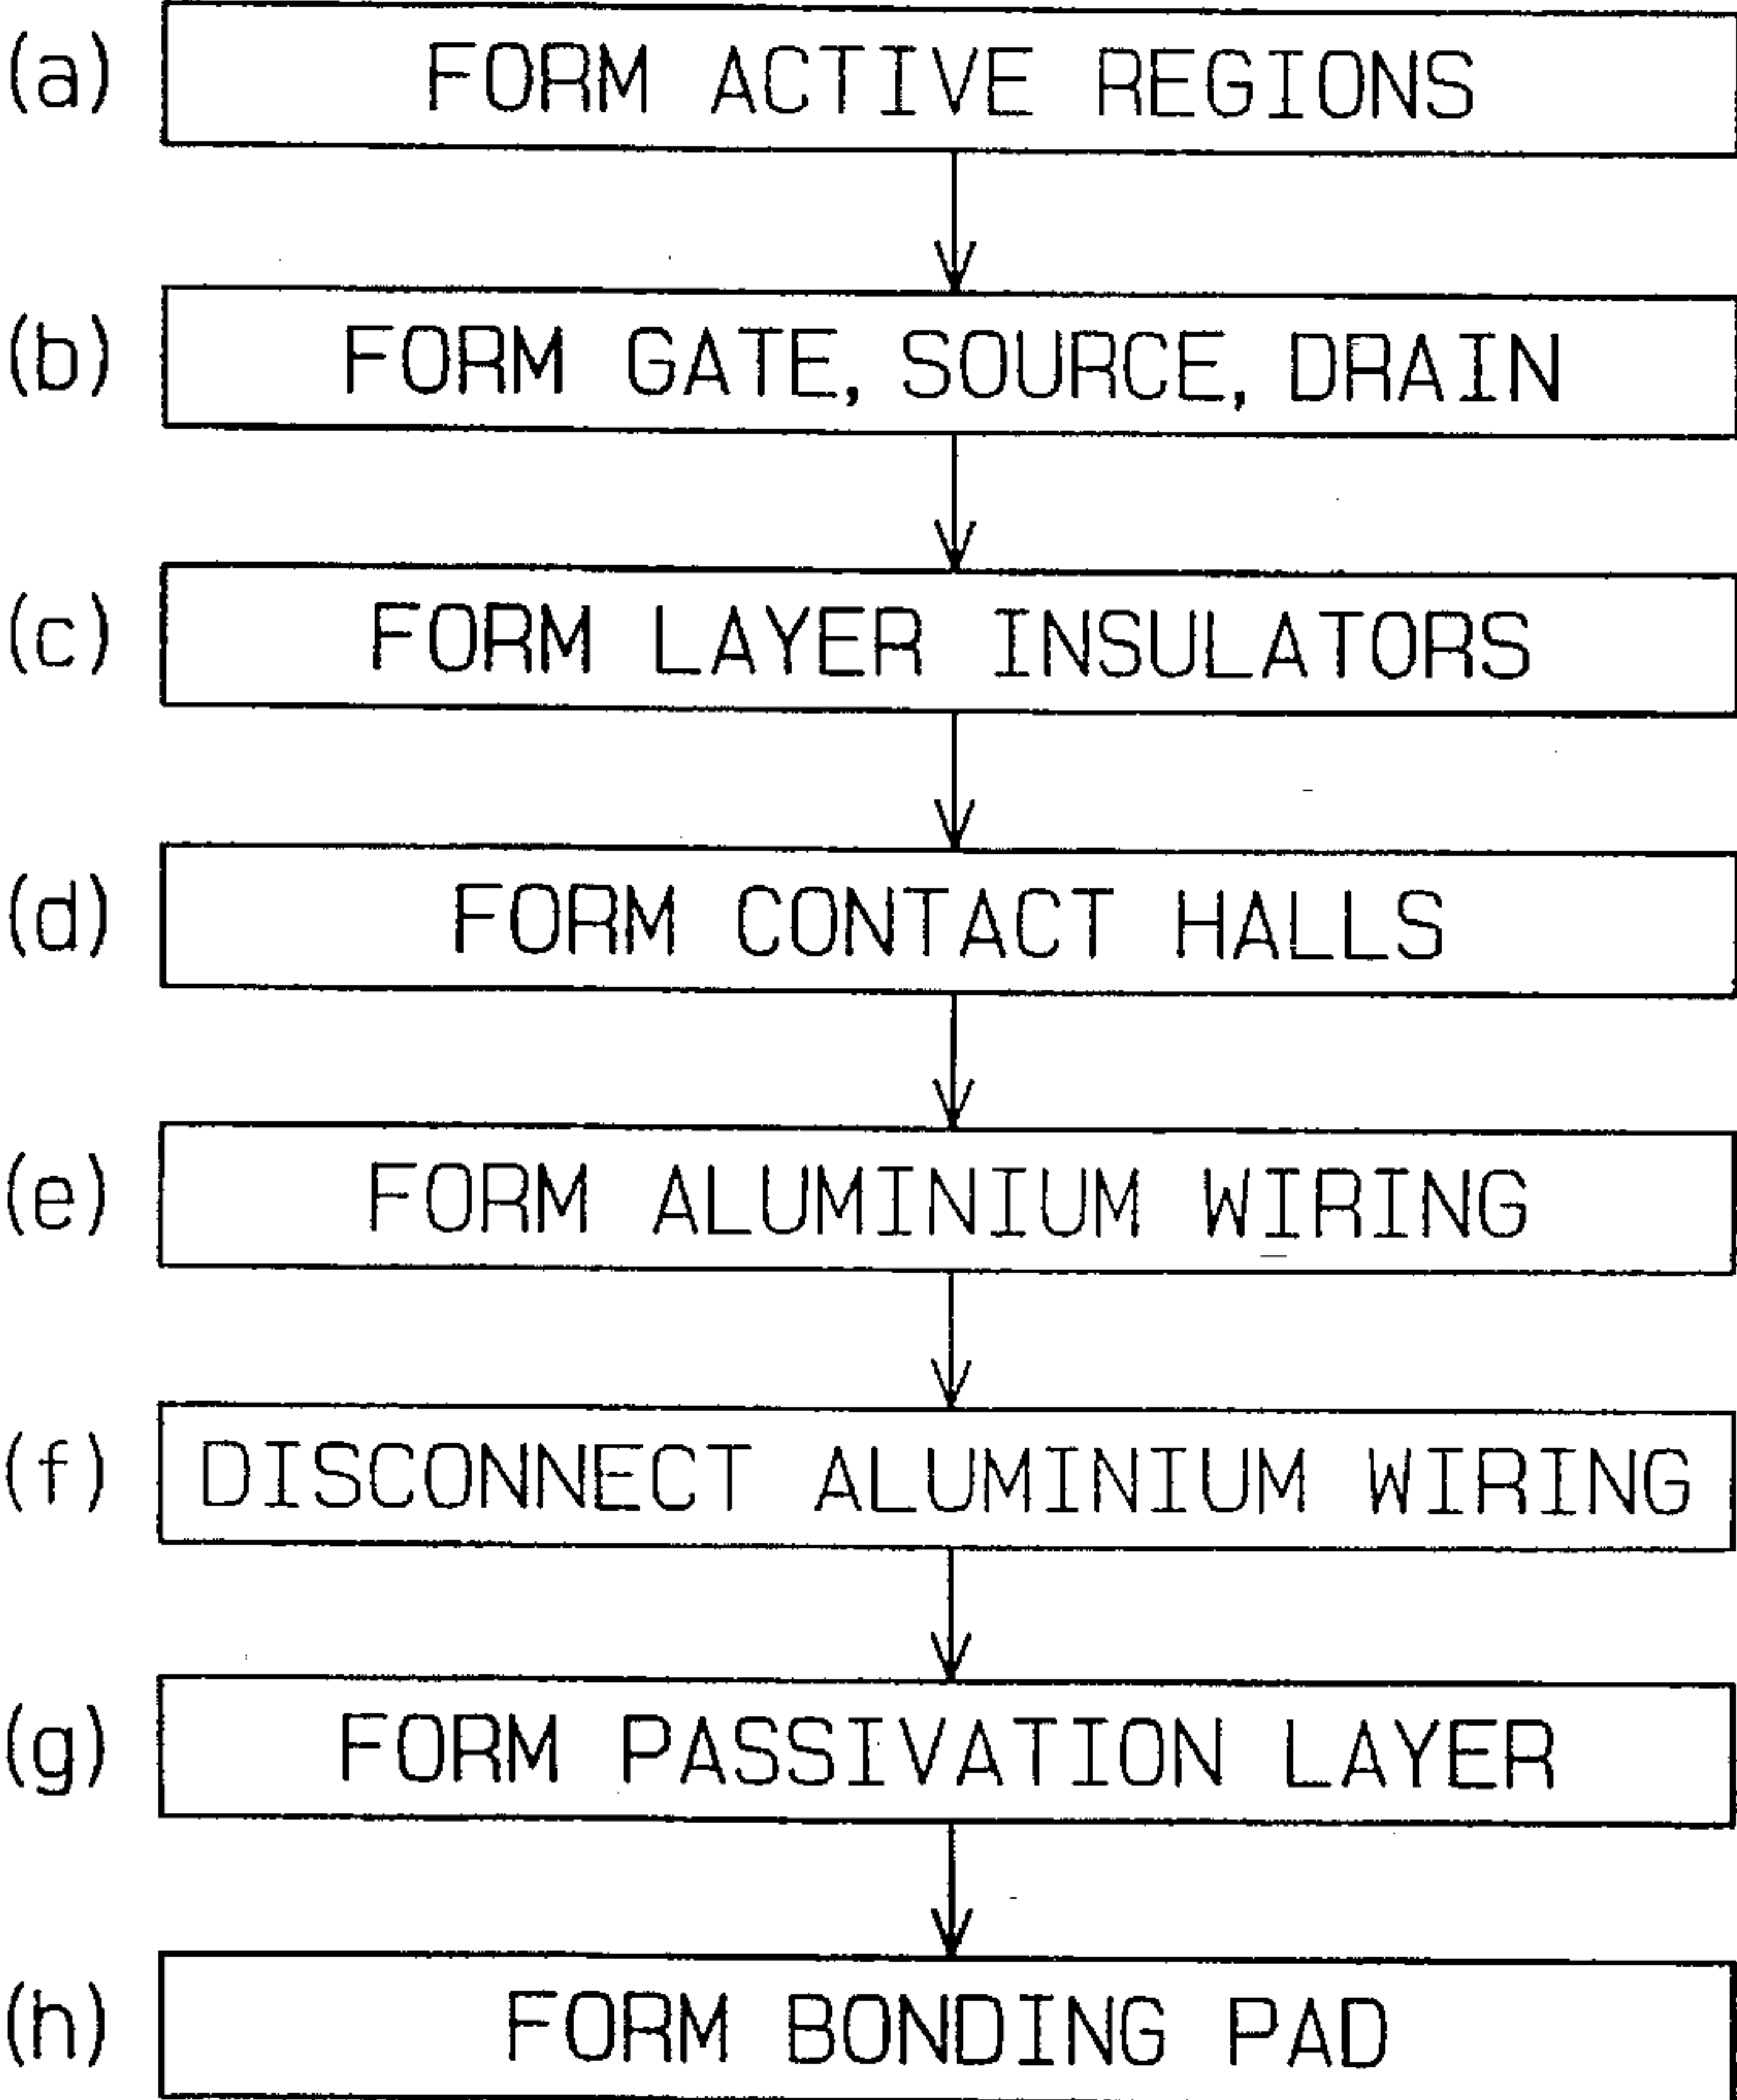 (a) FORM ACTIVE REGIONS
(b) FORM GATE, SOURCE, DRAIN
(c) FORM LAYER INSULATORS
(d) FORM CONTACT HALLS
(e) FORM ALUMINIUM WIRING
(f) DISCONNECT ALUMINIUM WIRING
(g) FORM PASSIVATION LAYER
(h) FORM BONDING PAD